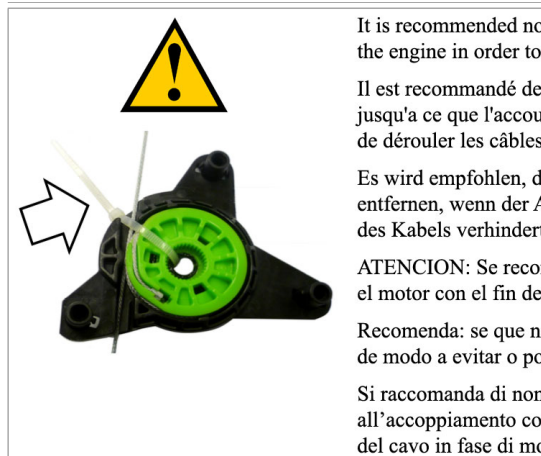 It is recommended no
the engine in order to
Il est recommandé de
jusqu'a ce que l'accou
de dérouler les câbles
Es wird empfohlen, d
entfernen, wenn der A
des Kabels verhindert
ATENCION: Se reco
el motor con el fin de
Recomenda: se que n
de modo a evitar o po
Si raccomanda di non
all’accoppiamento co
del cavo in fase di mo